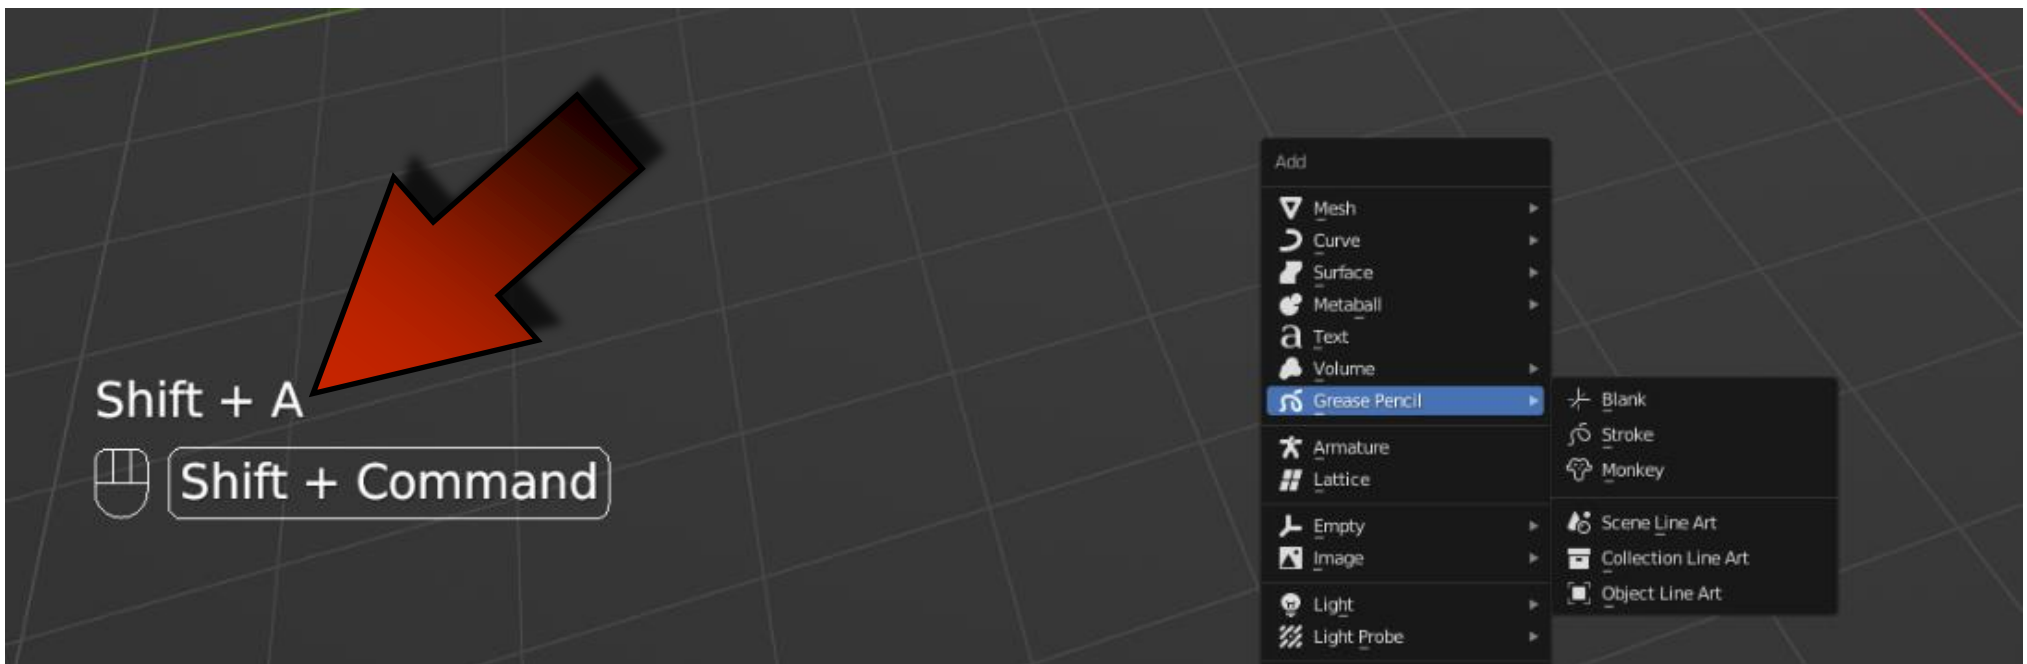 Shift + A
Shift + Command
Add
Mesh
Curve
Surface
Metaball
Text
Volume
Grease Pencil
Armature
Lattice
Empty
Image
Light
Light Probe
Blank
Stroke
Monkey
Scene Line Art
Collection Line Art
Object Line Art